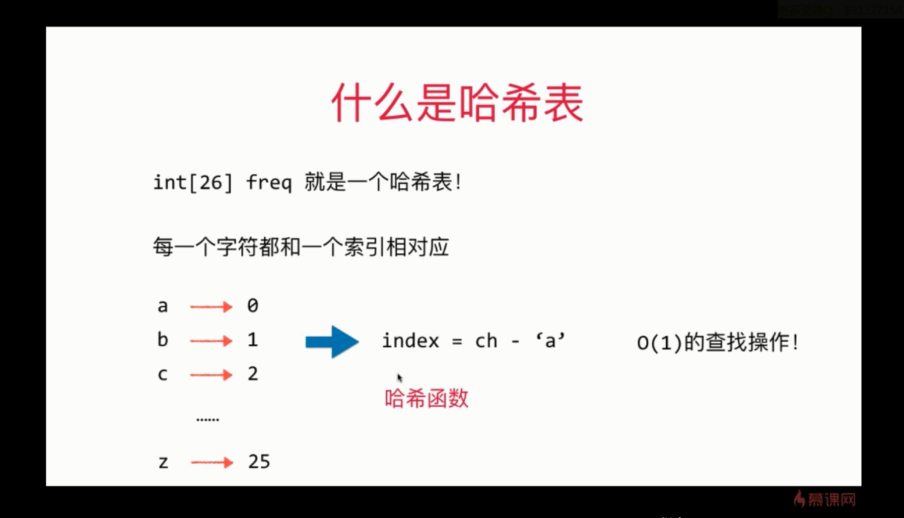 什么是哈希表
int[26] freq 就是一个哈希表！
每一个字符都和一个索引相对应
a → 0
b → 1
c → 2
……
z → 25
index = ch - ‘a’
哈希函数
O(1)的查找操作！
慕课网